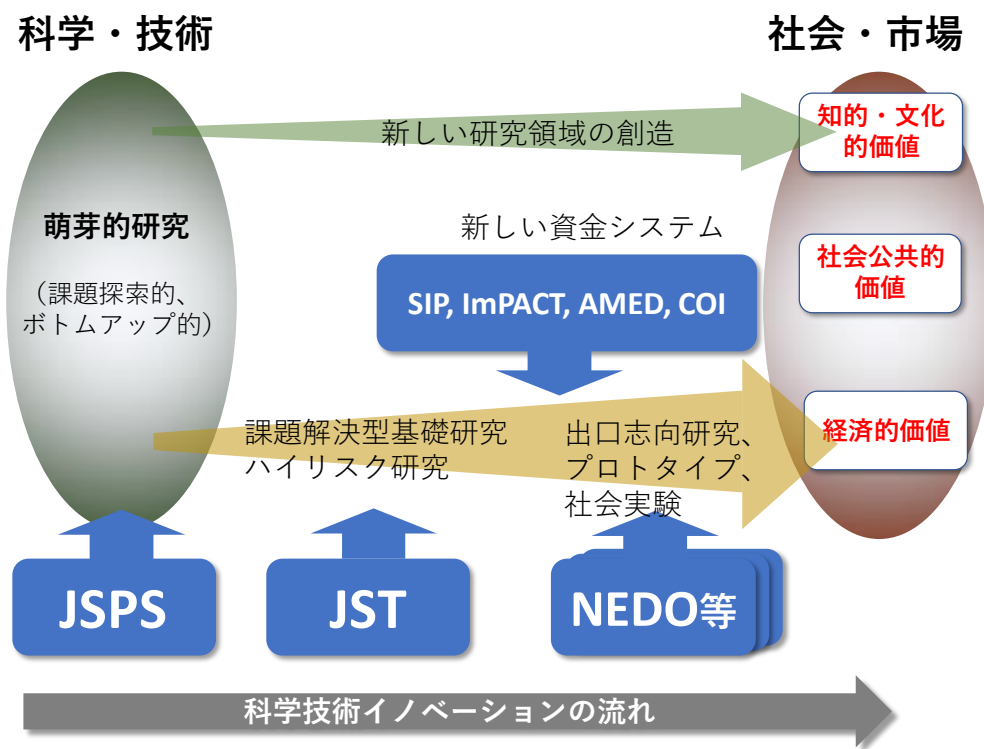 科学・技術
社会・市場
新しい研究領域の創造
知的・文化
的価値
萌芽的研究
（課題探索的、
ボトムアップ的）
新しい資金システム
SIP, ImPACT, AMED, COI
社会公共的
価値
課題解決型基礎研究
ハイリスク研究
出口志向研究、
プロトタイプ、
社会実験
経済的価値
JSPS
JST
NEDO等
科学技術イノベーションの流れ